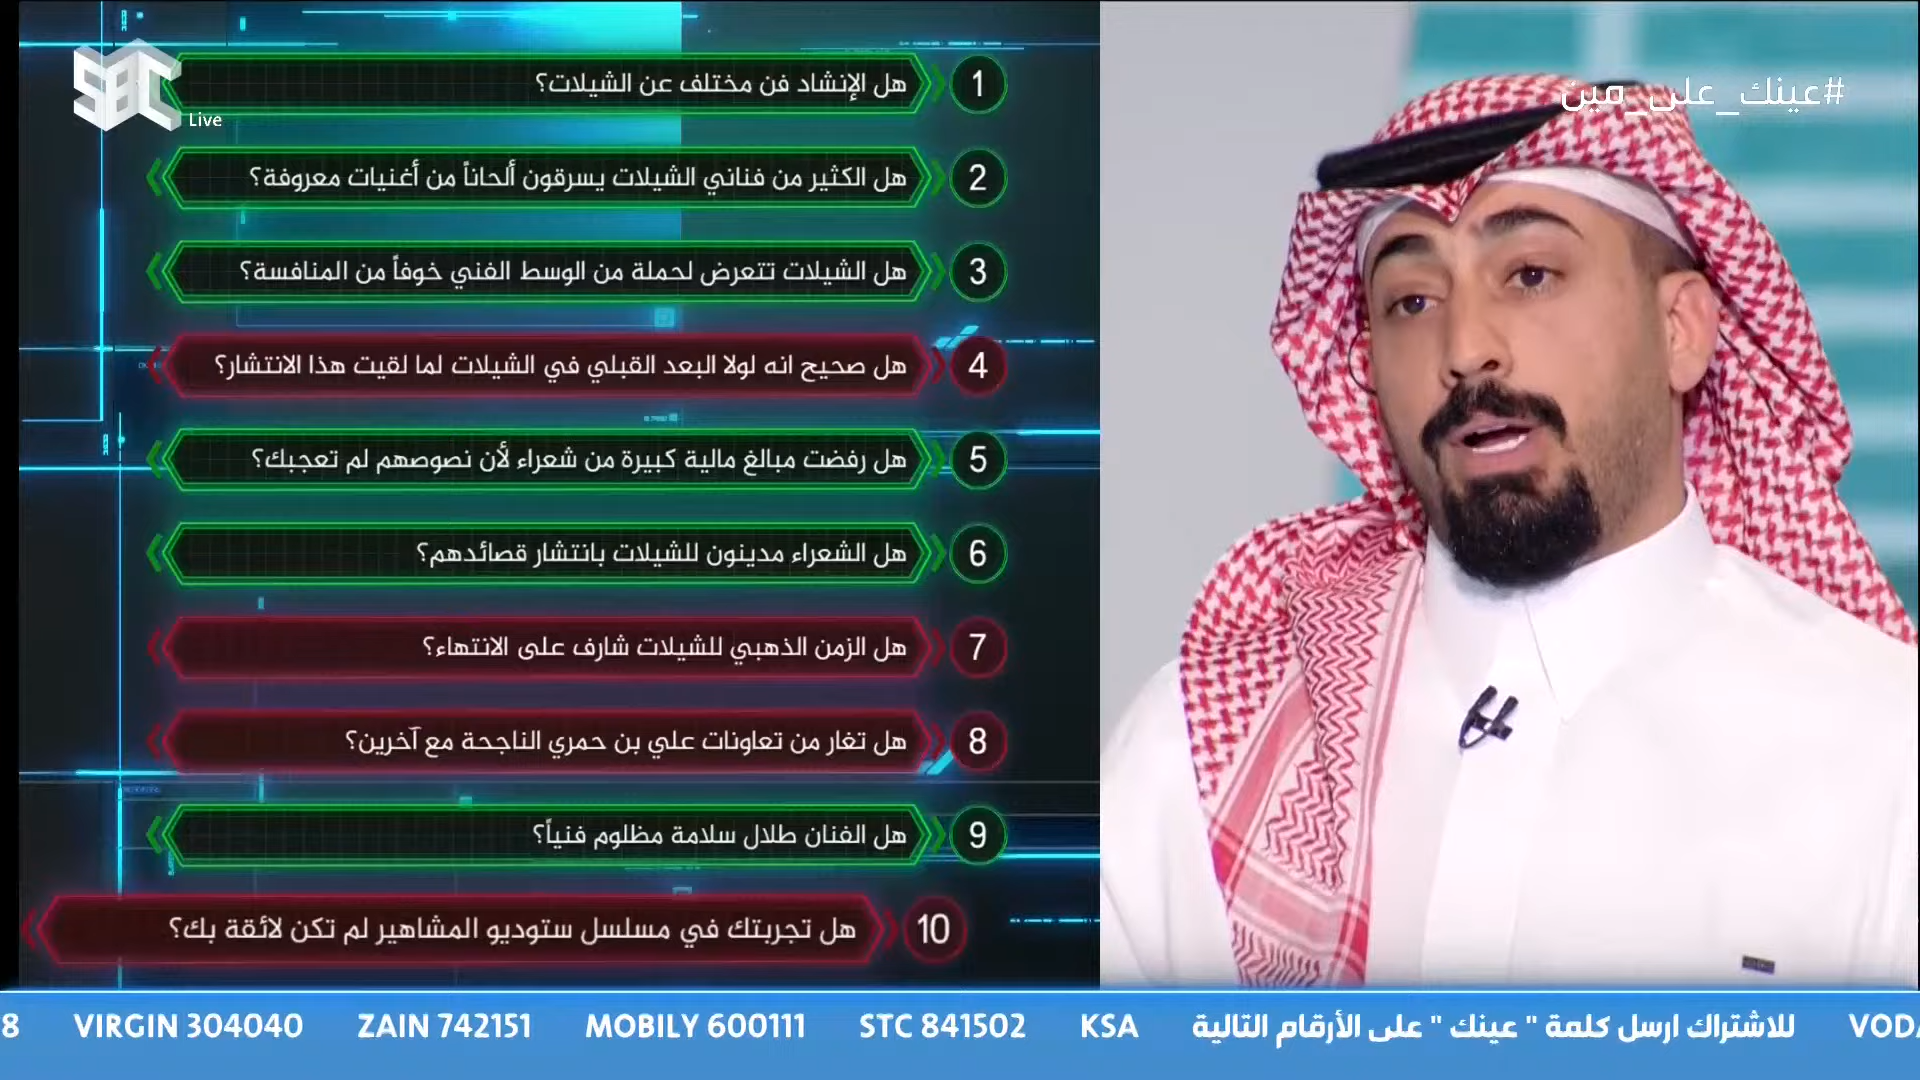 SBC
Live
#عينك_على_مين
1 هل الإنشاد فن مختلف عن الشيلات؟
2 هل الكثير من فناني الشيلات يسرقون ألحاناً من أغنيات معروفة؟
3 هل الشيلات تتعرض لحملة من الوسط الفني خوفاً من المنافسة؟
4 هل صحيح انه لولا البعد القبلي في الشيلات لما لقيت هذا الانتشار؟
5 هل رفضت مبالغ مالية كبيرة من شعراء لأن نصوصهم لم تعجبك؟
6 هل الشعراء مدينون للشيلات بانتشار قصائدهم؟
7 هل الزمن الذهبي للشيلات شارف على الانتهاء؟
8 هل تغار من تعاونات علي بن حمري الناجحة مع آخرين؟
9 هل الفنان طلال سلامة مظلوم فنياً؟
10 هل تجربتك في مسلسل ستوديو المشاهير لم تكن لائقة بك؟
للاشتراك ارسل كلمة " عينك " على الأرقام التالية KSA STC 841502 MOBILY 600111 ZAIN 742151 VIRGIN 304040 8